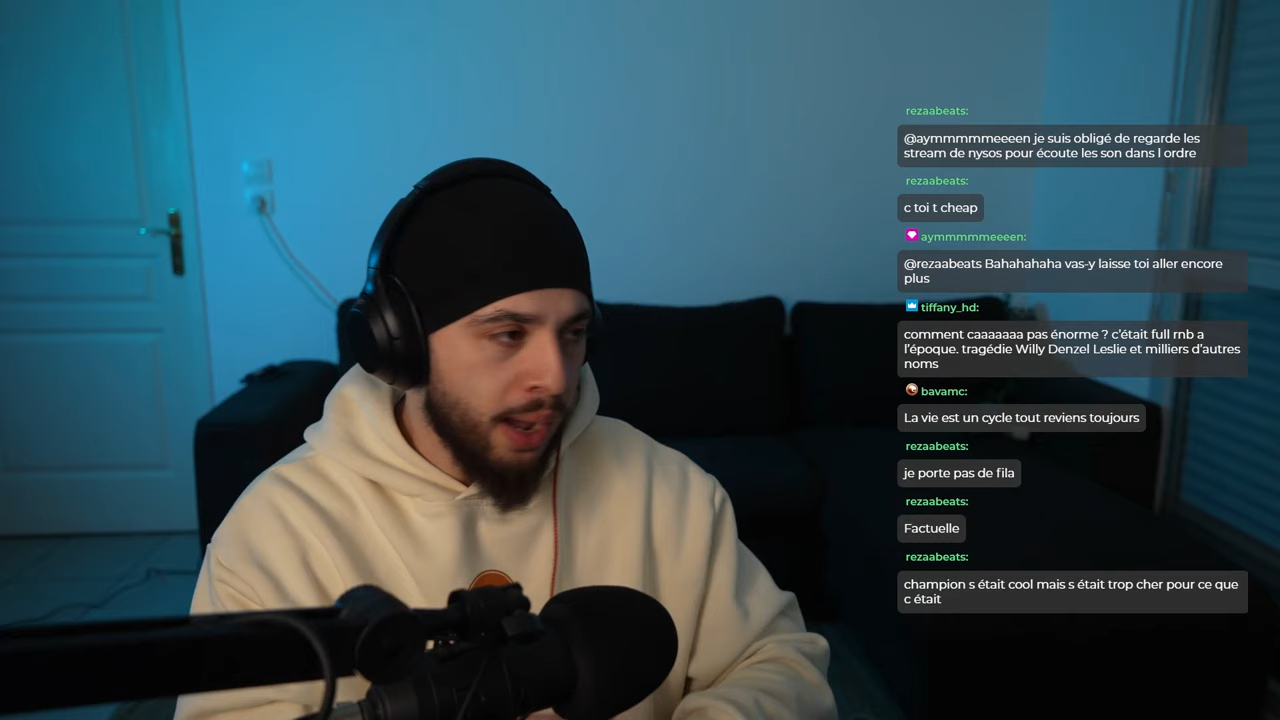 rezaabeats:
@aymmmmmeeeen je suis obligé de regarde les
stream de nysos pour écoute les son dans l ordre
rezaabeats:
c toi t cheap
aymmmmmeeeen:
@rezaabeats Bahahahaha vas-y laisse toi aller encore
plus
tiffany_hd:
comment caaaaaaa pas énorme ? c'était full rnb a
l'époque. tragédie Willy Denzel Leslie et milliers d'autres
noms
bavamc:
La vie est un cycle tout reviens toujours
rezaabeats:
je porte pas de fila
rezaabeats:
Factuelle
rezaabeats:
champion s était cool mais s était trop cher pour ce que
c était